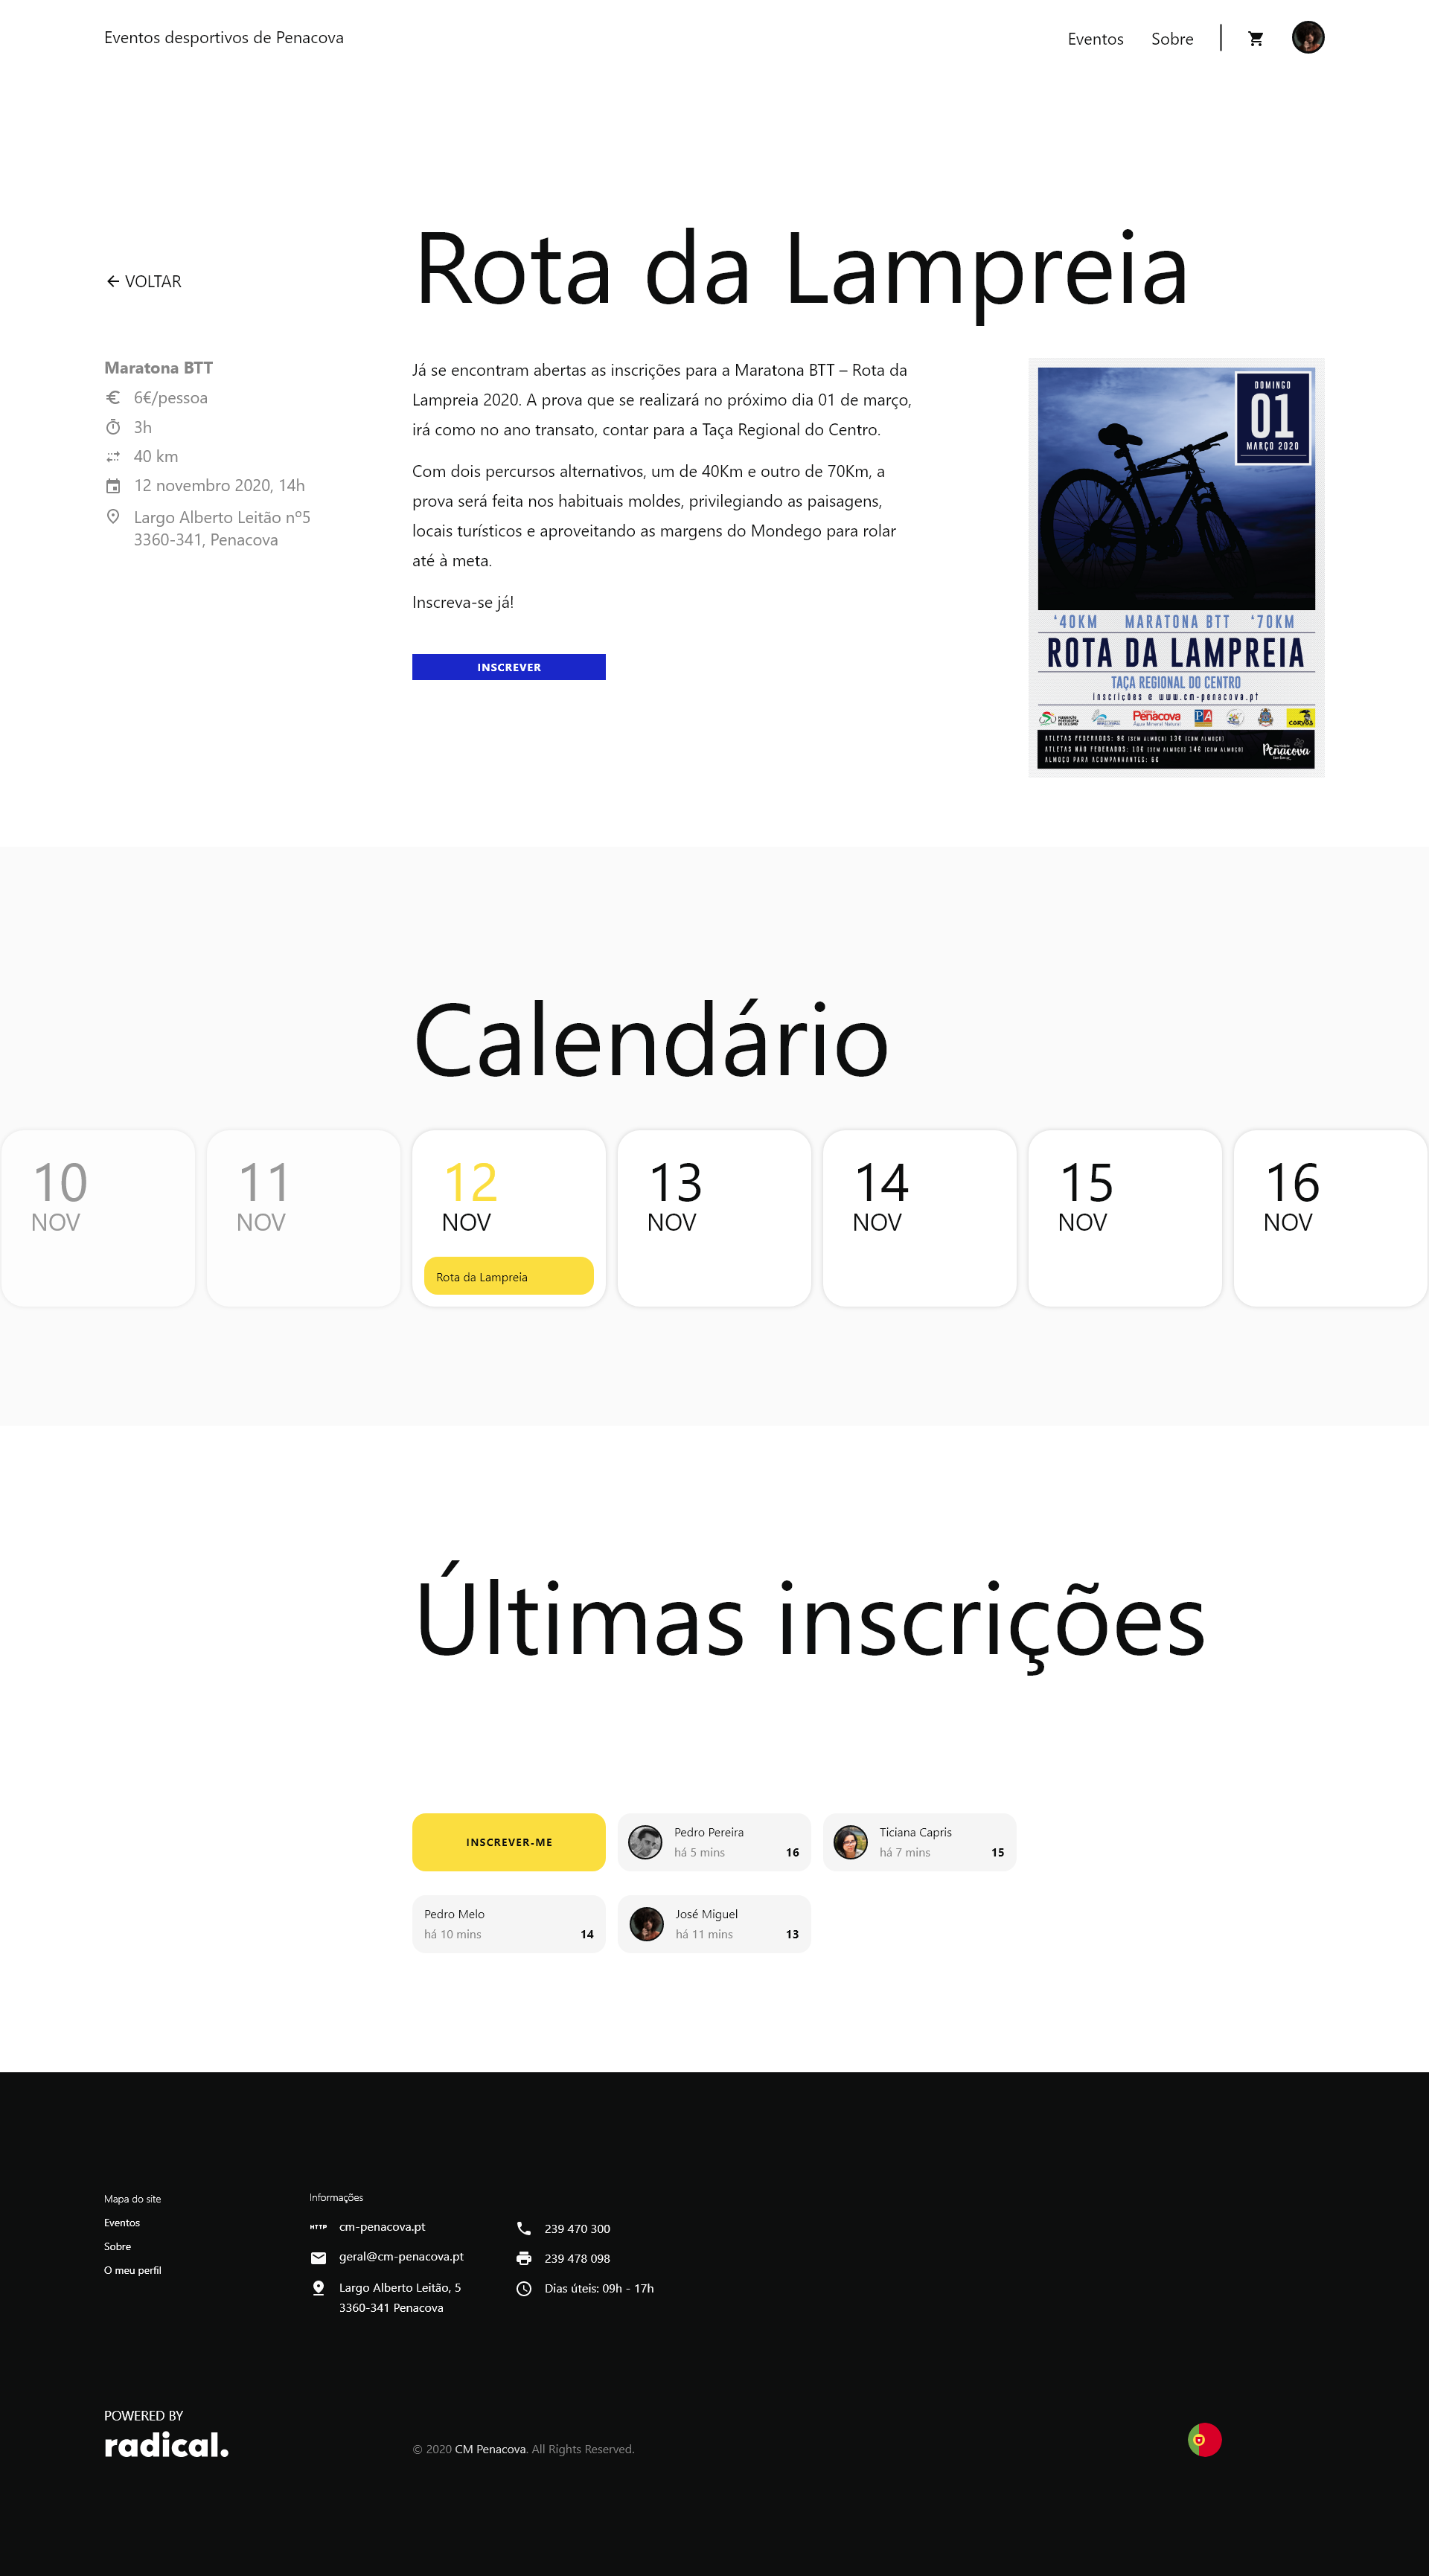 Eventos desportivos de Penacova
Eventos
Sobre
Rota da Lampreia
VOLTAR
Maratona BTT
6€/pessoa
3h
40 km
12 novembro 2020, 14h
Largo Alberto Leitão nº5
3360-341, Penacova
Já se encontram abertas as inscrições para a Maratona BTT – Rota da
Lampreia 2020. A prova que se realizará no próximo dia 01 de março,
irá como no ano transato, contar para a Taça Regional do Centro.
Com dois percursos alternativos, um de 40Km e outro de 70Km, a
prova será feita nos habituais moldes, privilegiando as paisagens,
locais turísticos e aproveitando as margens do Mondego para rolar
até à meta.
Inscreva-se já!
INSCREVER
DOMINGO
01
MARÇO 2020
'40KM MARATONA BTT '70KM
ROTA DA LAMPREIA
TAÇA REGIONAL DO CENTRO
inscrições e www.cm-penacova.pt
Penacova
ATLETAS FEDERADOS: 9€ (SEM ALMOÇO) 13€ (COM ALMOÇO)
ATLETAS NÃO FEDERADOS: 10€ (SEM ALMOÇO) 14€ (COM ALMOÇO)
ALMOÇO PARA ACOMPANHANTES: 6€
Penacova
Calendário
10
NOV
11
NOV
12
NOV
Rota da Lampreia
13
NOV
14
NOV
15
NOV
16
NOV
Últimas inscrições
INSCREVER-ME
Pedro Pereira
há 5 mins
16
Ticiana Capris
há 7 mins
15
Pedro Melo
há 10 mins
14
José Miguel
há 11 mins
13
Mapa do site
Eventos
Sobre
O meu perfil
Informações
HTTP
cm-penacova.pt
geral@cm-penacova.pt
Largo Alberto Leitão, 5
3360-341 Penacova
239 470 300
239 478 098
Dias úteis: 09h - 17h
POWERED BY
radical.
© 2020 CM Penacova. All Rights Reserved.